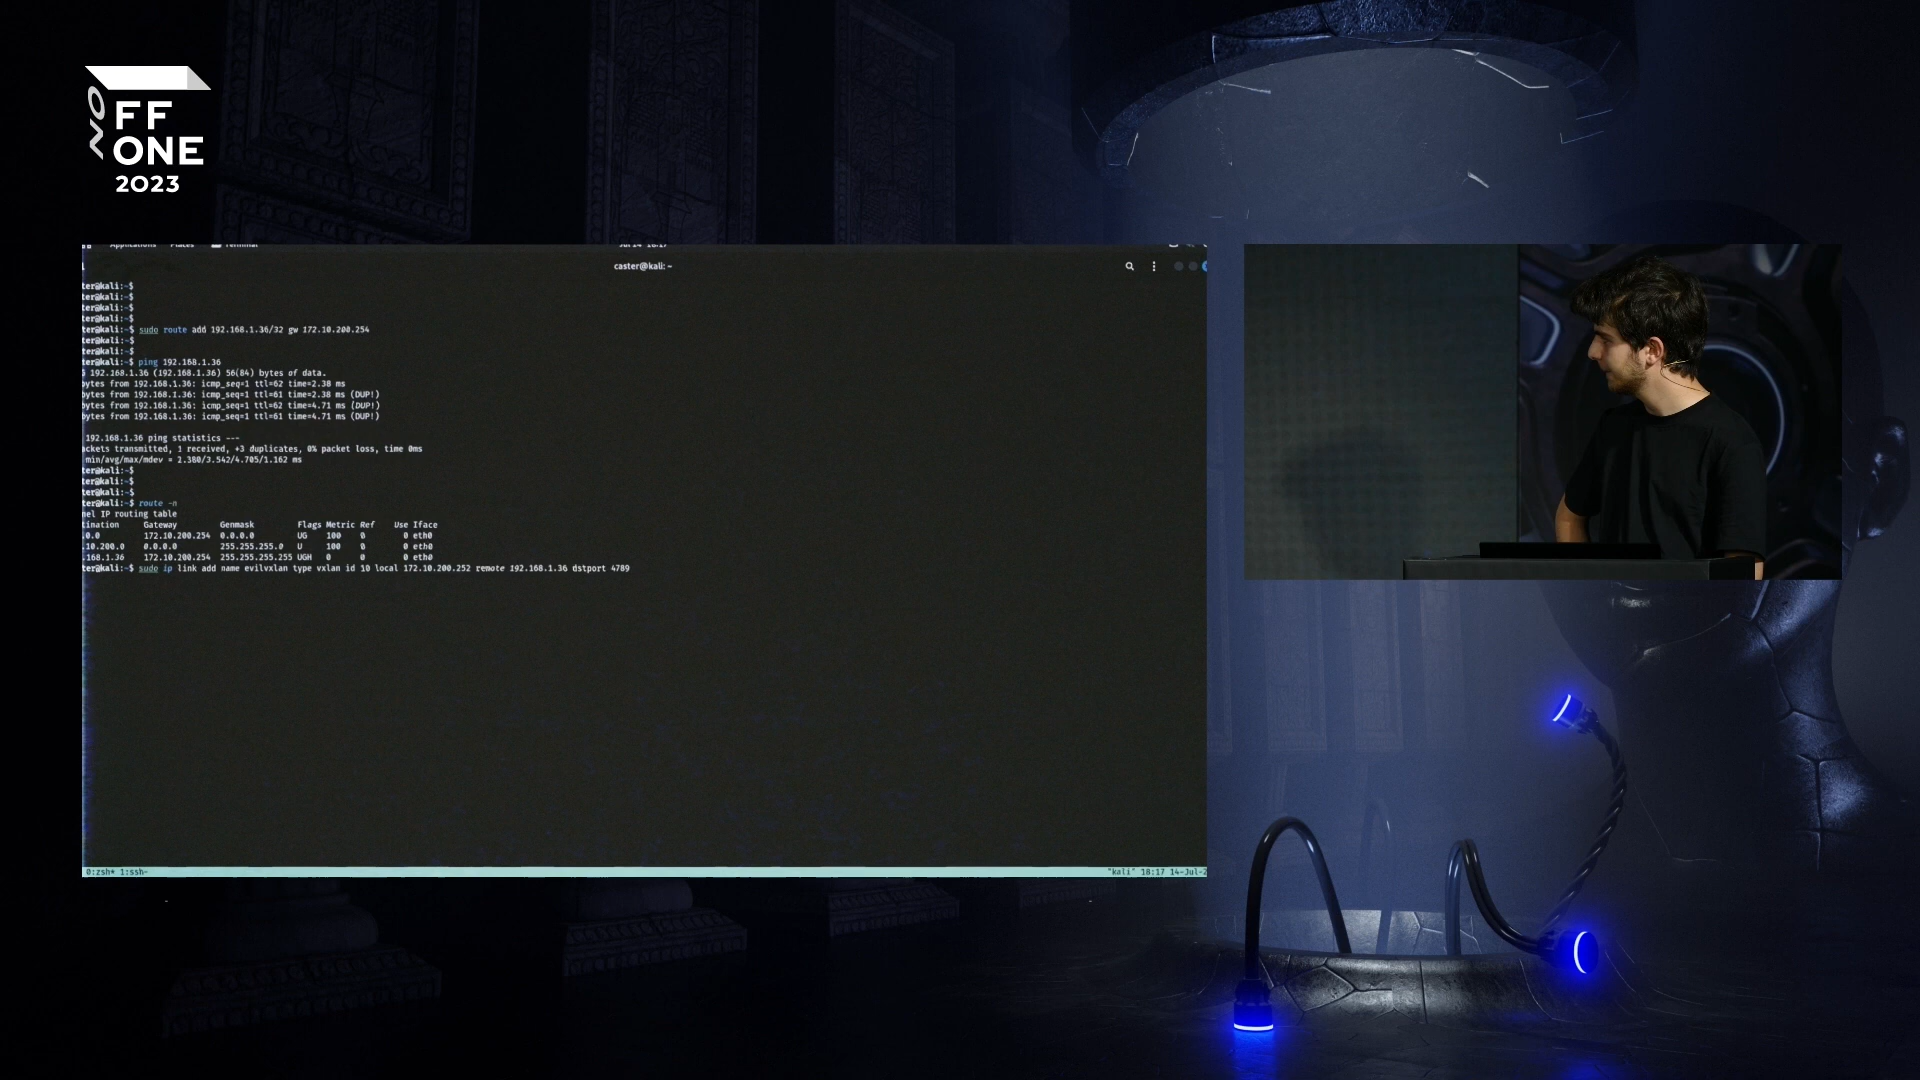 OFF
ZONE
2023
Applications Places Terminal
Jul 14 18:17
caster@kali: ~
ter@kali:~$
ter@kali:~$
ter@kali:~$
ter@kali:~$
ter@kali:~$ sudo route add 192.168.1.36/32 gw 172.10.200.254
ter@kali:~$
ter@kali:~$
ter@kali:~$ ping 192.168.1.36
192.168.1.36 (192.168.1.36) 56(84) bytes of data.
bytes from 192.168.1.36: icmp_seq=1 ttl=62 time=2.38 ms
bytes from 192.168.1.36: icmp_seq=1 ttl=61 time=2.38 ms (DUP!)
bytes from 192.168.1.36: icmp_seq=1 ttl=62 time=4.71 ms (DUP!)
bytes from 192.168.1.36: icmp_seq=1 ttl=61 time=4.71 ms (DUP!)
192.168.1.36 ping statistics ---
ackets transmitted, 1 received, +3 duplicates, 0% packet loss, time 0ms
min/avg/max/mdev = 2.380/3.542/4.705/1.162 ms
ter@kali:~$
ter@kali:~$
ter@kali:~$
ter@kali:~$ route -n
nel IP routing table
tination Gateway Genmask Flags Metric Ref Use Iface
.0.0 172.10.200.254 0.0.0.0 UG 100 0 0 eth0
.10.200.0 0.0.0.0 255.255.255.0 U 100 0 0 eth0
.168.1.36 172.10.200.254 255.255.255.255 UGH 0 0 0 eth0
ter@kali:~$ sudo ip link add name evilvxlan type vxlan id 10 local 172.10.200.252 remote 192.168.1.36 dstport 4789
0:zsh* 1:ssh- "kali" 18:17 14-Jul-2